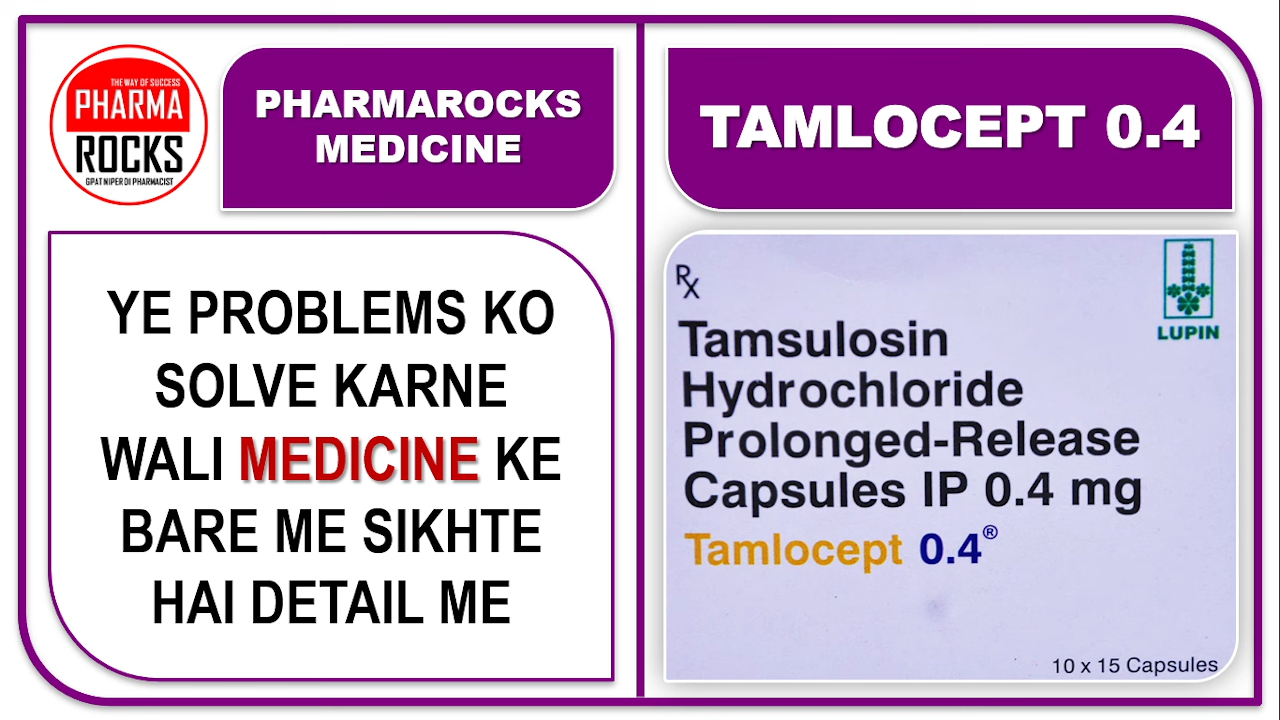 THE WAY OF SUCCESS
PHARMA
ROCKS
GPAT NIPER DI PHARMACIST
PHARMAROCKS
MEDICINE
YE PROBLEMS KO
SOLVE KARNE
WALI MEDICINE KE
BARE ME SIKHTE
HAI DETAIL ME
TAMLOCEPT 0.4
Rx
LUPIN
Tamsulosin
Hydrochloride
Prolonged-Release
Capsules IP 0.4 mg
Tamlocept 0.4®
10 x 15 Capsules